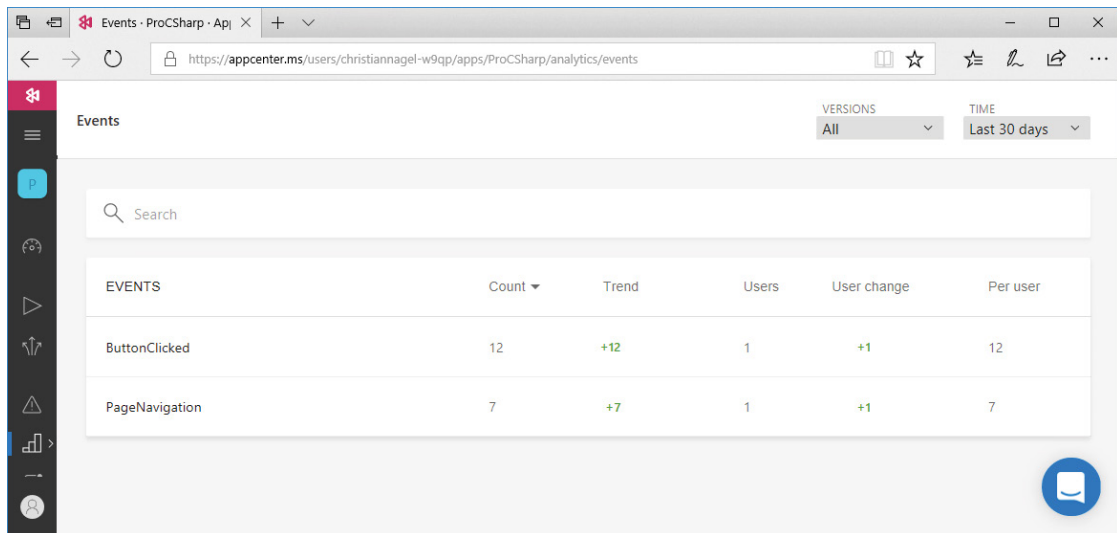 Events · ProCSharp · Ap
https://appcenter.ms/users/christiannagel-w9qp/apps/ProCSharp/analytics/events
Events
VERSIONS TIME
All Last 30 days
P
Search
EVENTS Count Trend Users User change Per user
ButtonClicked 12 +12 1 +1 12
PageNavigation 7 +7 1 +1 7